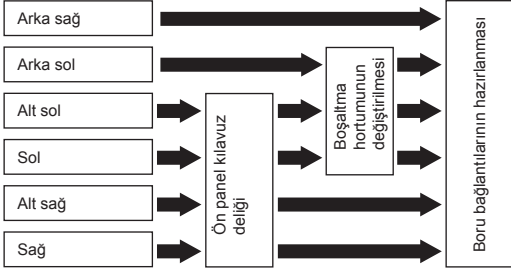 Arka sağ
Arka sol
Alt sol
Sol
Alt sağ
Sağ
Ön panel kılavuz
deliği
Boşaltma
hortumunun
değiştirilmesi
Boru bağlantılarının hazırlanması